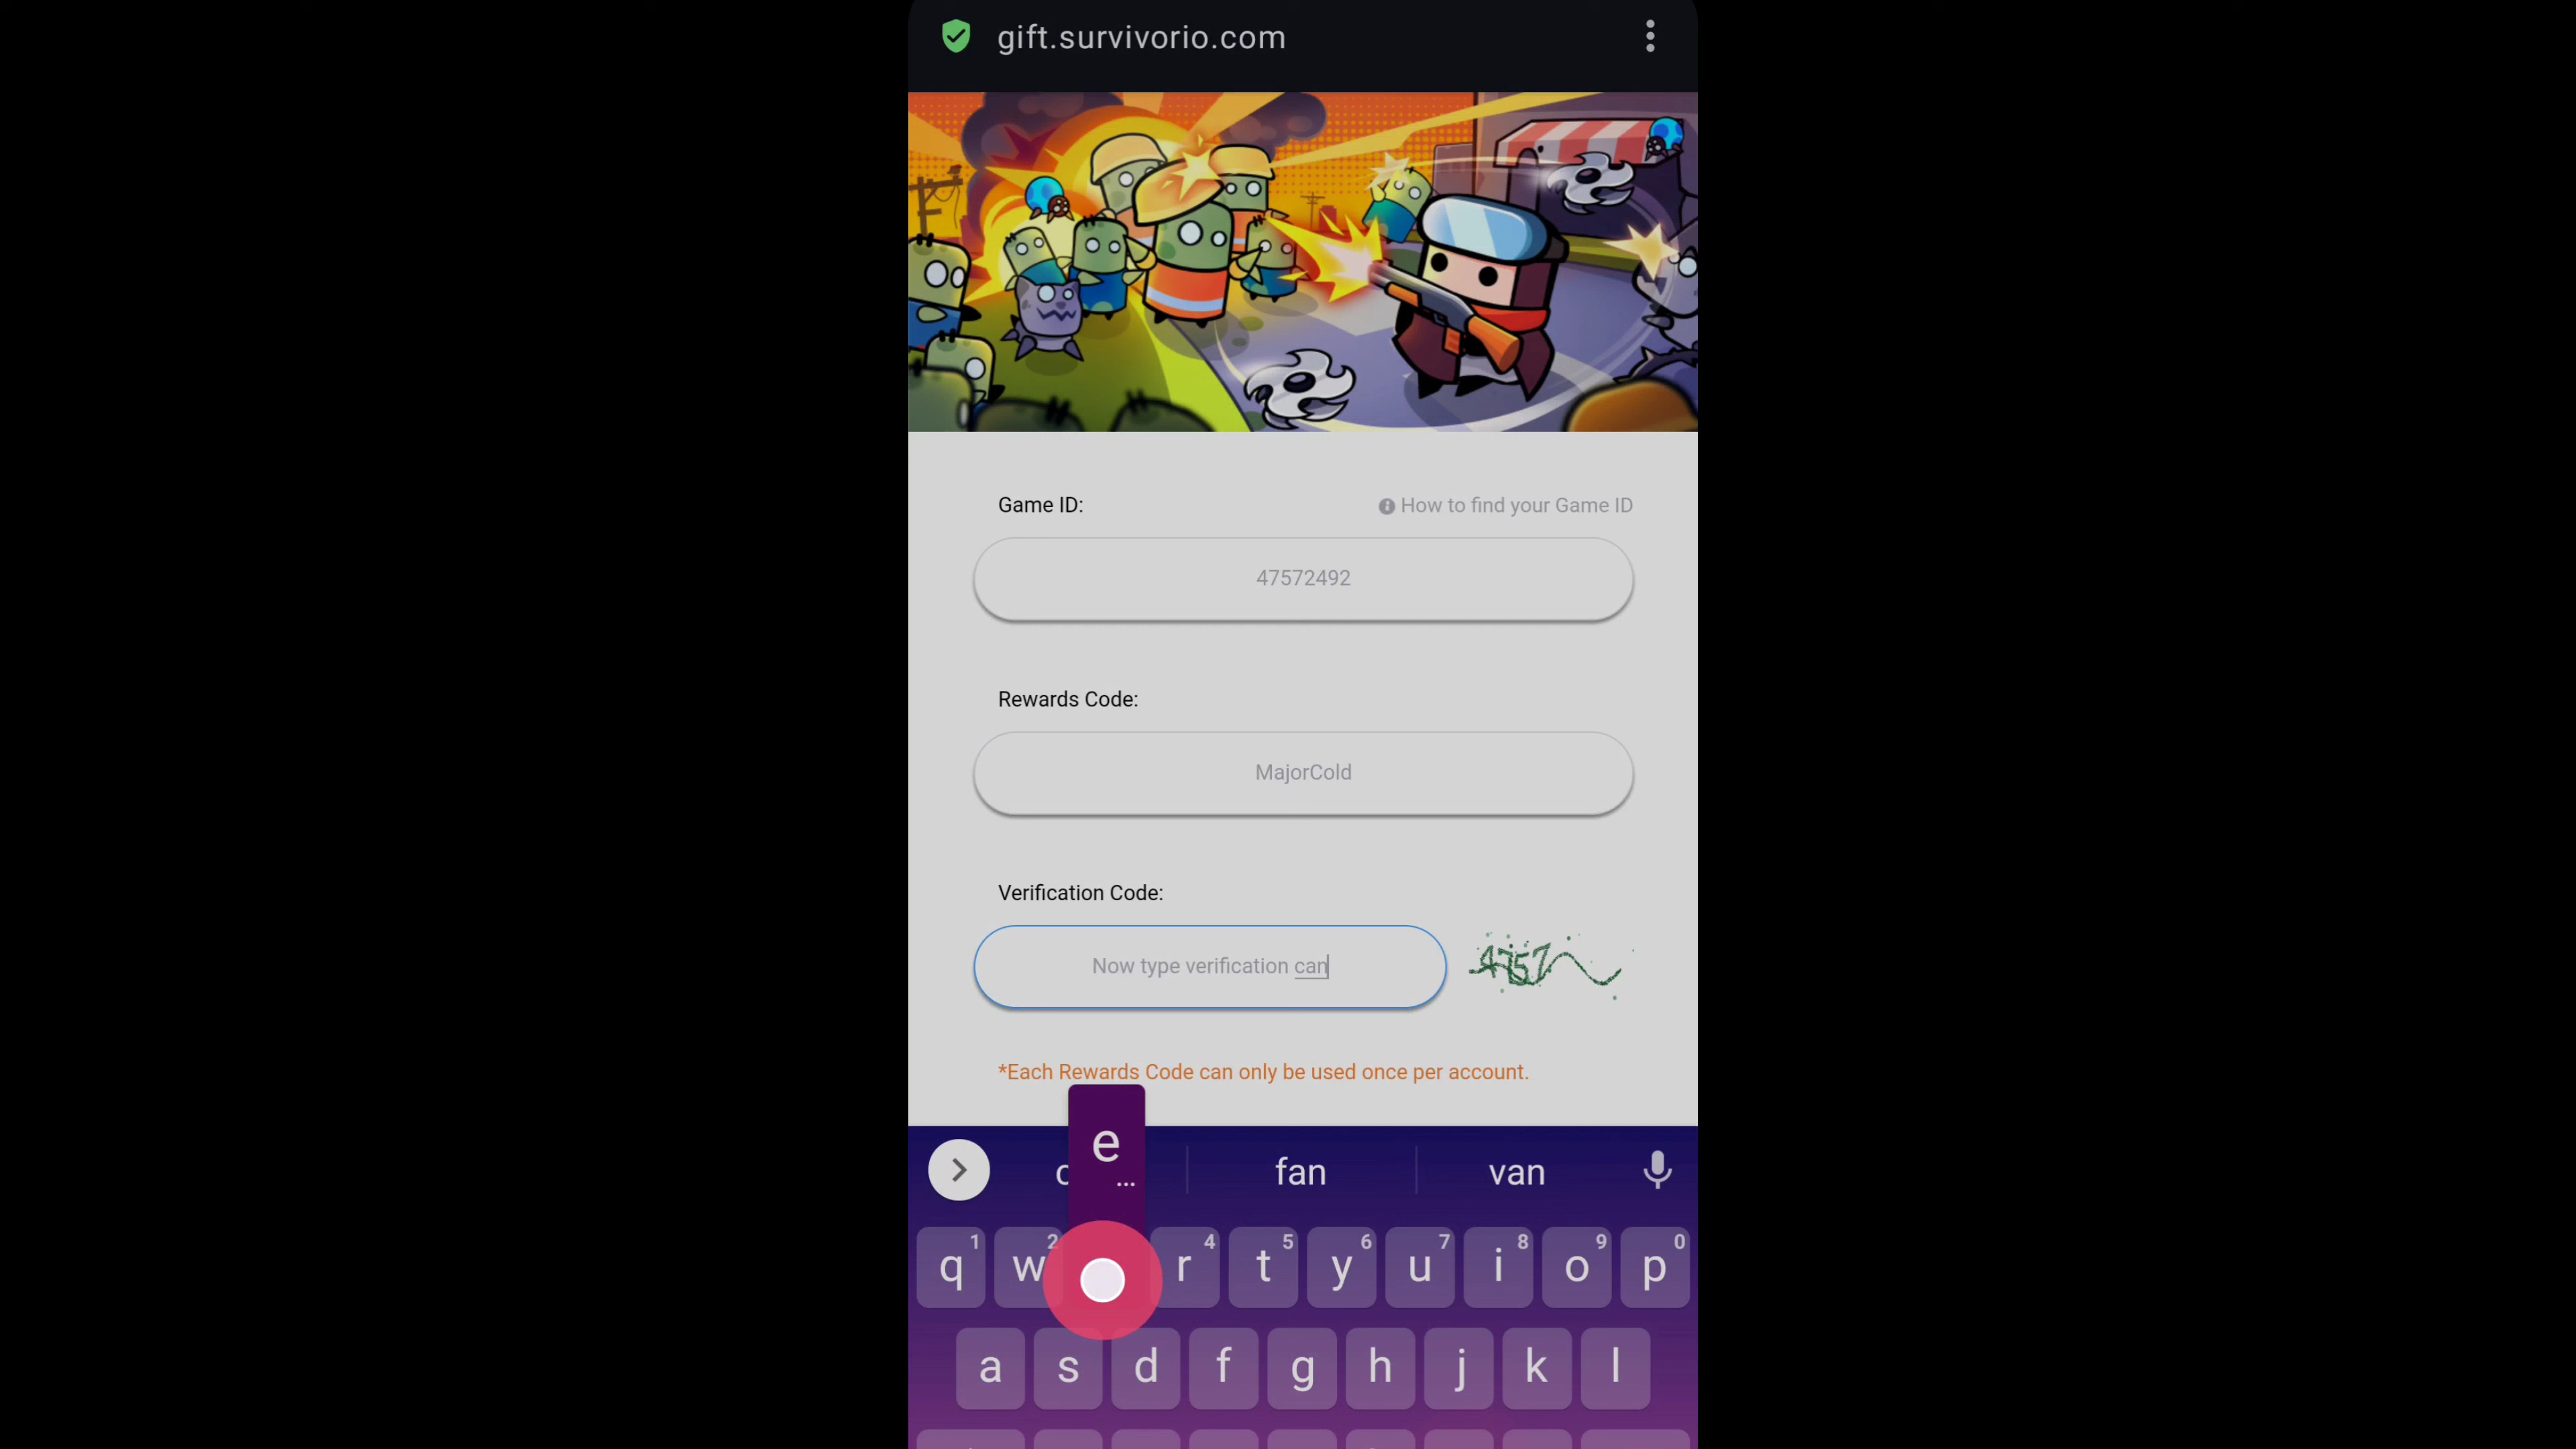 gift.survivorio.com
Game ID:
How to find your Game ID
47572492
Rewards Code:
MajorCold
Verification Code:
Now type verification can
4757
*Each Rewards Code can only be used once per account.
e
...
fan
van
q 1
w 2
r 4
t 5
y 6
u 7
i 8
o 9
p 0
a s d f g h j k l